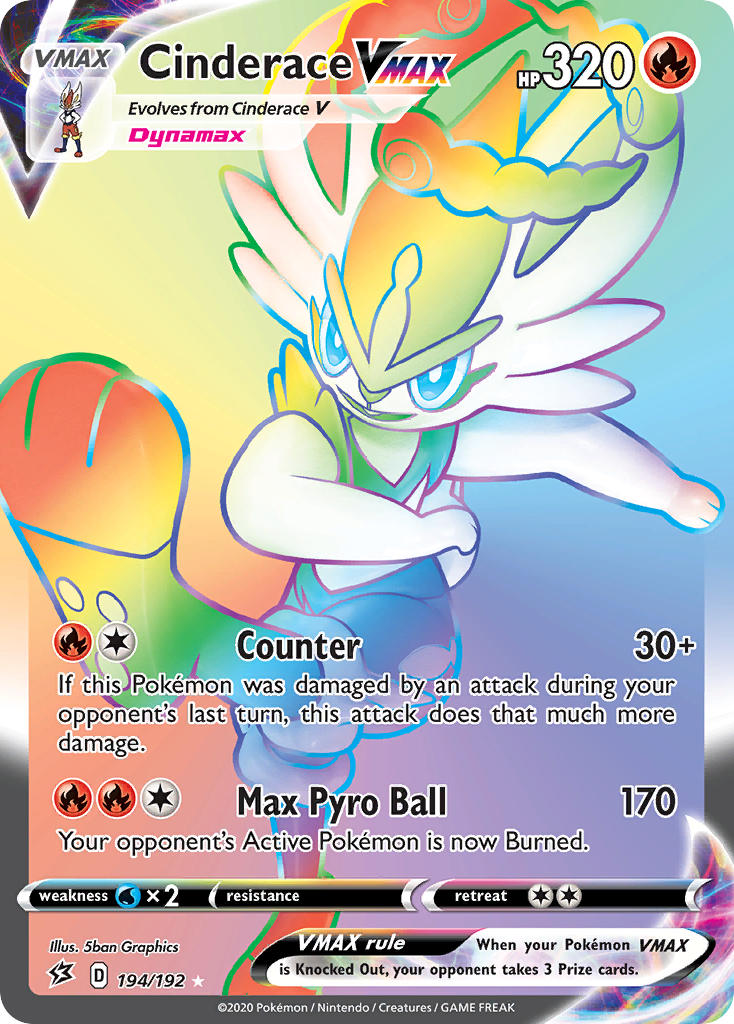 VMAX
Cinderace VMAX
HP 320
Evolves from Cinderace V
Dynamax
Counter 30+
If this Pokémon was damaged by an attack during your
opponent's last turn, this attack does that much more
damage.
Max Pyro Ball 170
Your opponent's Active Pokémon is now Burned.
weakness ×2 resistance retreat
Illus. 5ban Graphics
VMAX rule When your Pokémon VMAX
is Knocked Out, your opponent takes 3 Prize cards.
D 194/192
©2020 Pokémon / Nintendo / Creatures / GAME FREAK